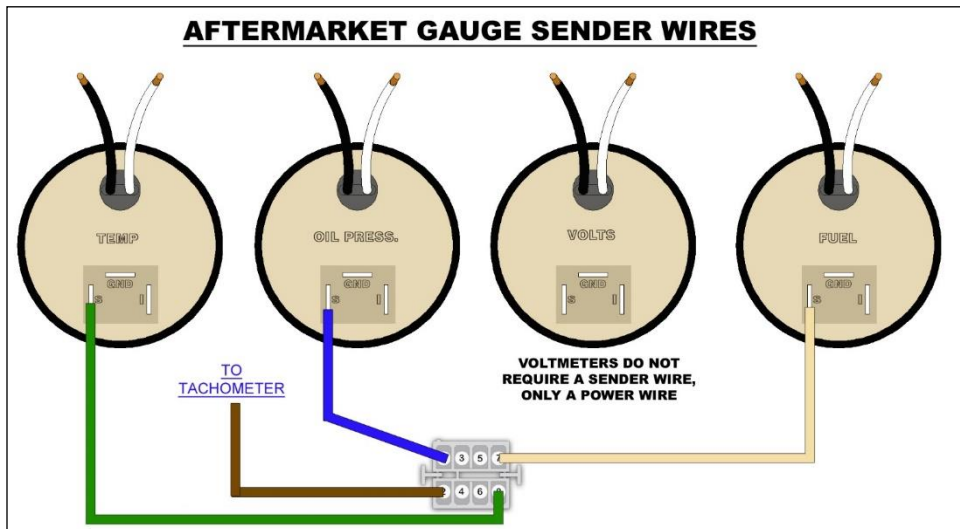 AFTERMARKET GAUGE SENDER WIRES
TEMP
GND
S I
OIL PRESS.
GND
S I
VOLTS
GND
S I
FUEL
GND
S I
VOLTMETERS DO NOT
REQUIRE A SENDER WIRE,
ONLY A POWER WIRE
TO
TACHOMETER
3 5 7
2 4 6